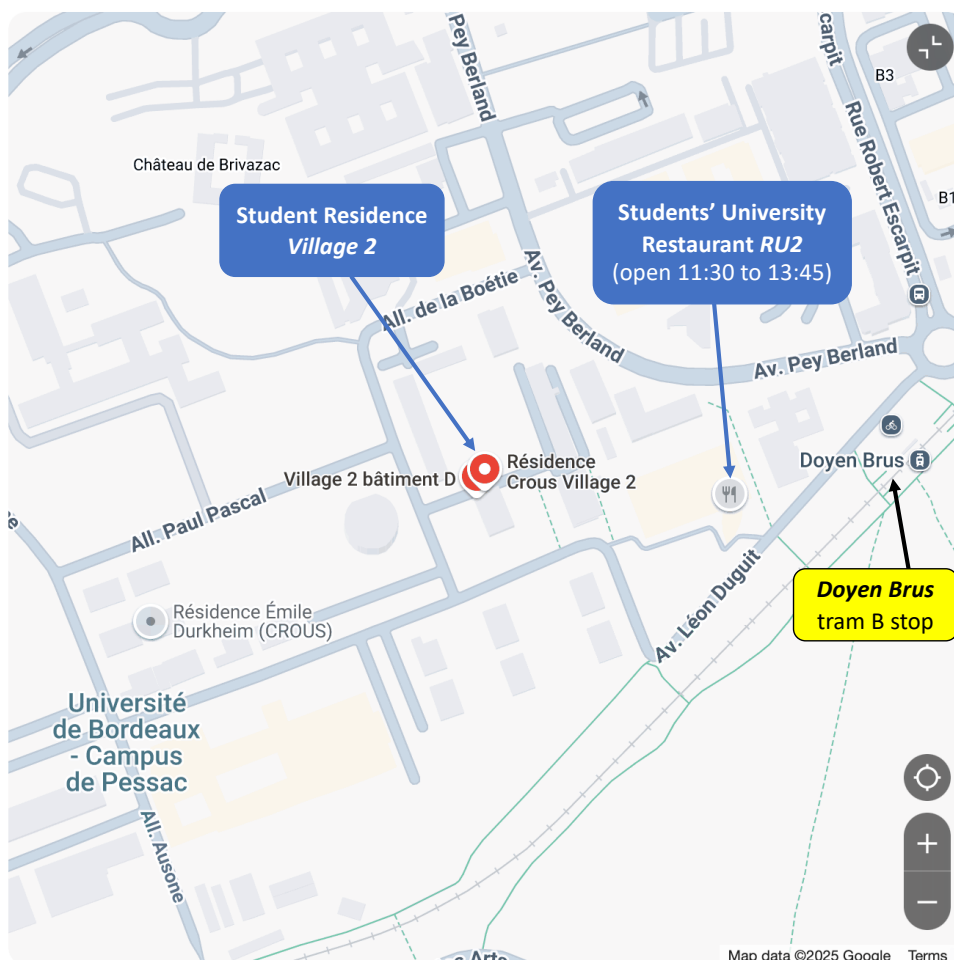 Pey Berland
Escarpit
B3
Rue Robert Escarpit
B1
Château de Brivazac
Student Residence
Village 2
Students’ University
Restaurant RU2
(open 11:30 to 13:45)
All. de la Boétie
Av. Pey Berland
Av. Pey Berland
Doyen Brus
Village 2 bâtiment D
Résidence
Crous Village 2
All. Paul Pascal
Doyen Brus
tram B stop
Av. Léon Duguit
Résidence Émile
Durkheim (CROUS)
Université
de Bordeaux
- Campus
de Pessac
All. Ausone
Arts
Map data ©2025 Google
Terms